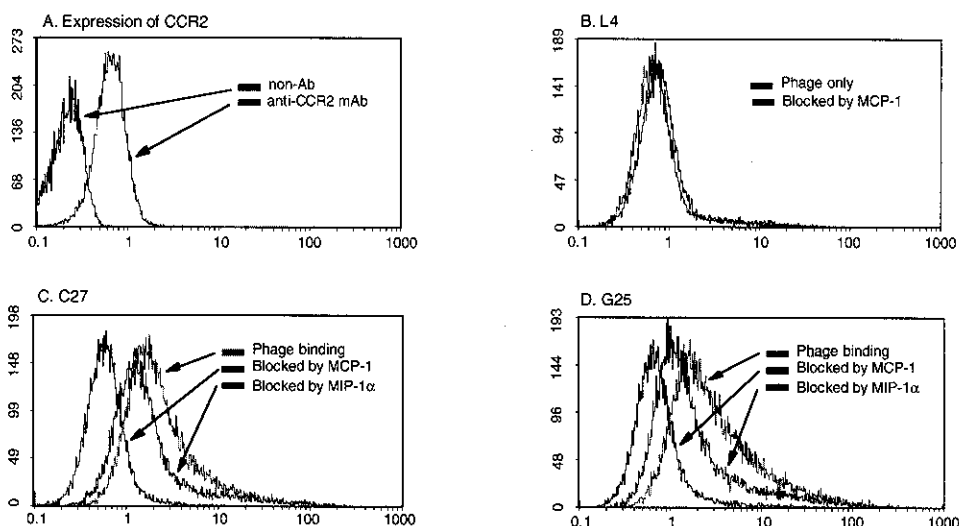 A. Expression of CCR2
273
204
136
68
0
0.1 1 10 100 1000
non-Ab
anti-CCR2 mAb
B. L4
189
141
94
47
0
0.1 1 10 100 1000
Phage only
Blocked by MCP-1
C. C27
198
148
99
49
0
0.1 1 10 100 1000
Phage binding
Blocked by MCP-1
Blocked by MIP-1α
D. G25
193
144
96
48
0
0.1 1 10 100 1000
Phage binding
Blocked by MCP-1
Blocked by MIP-1α